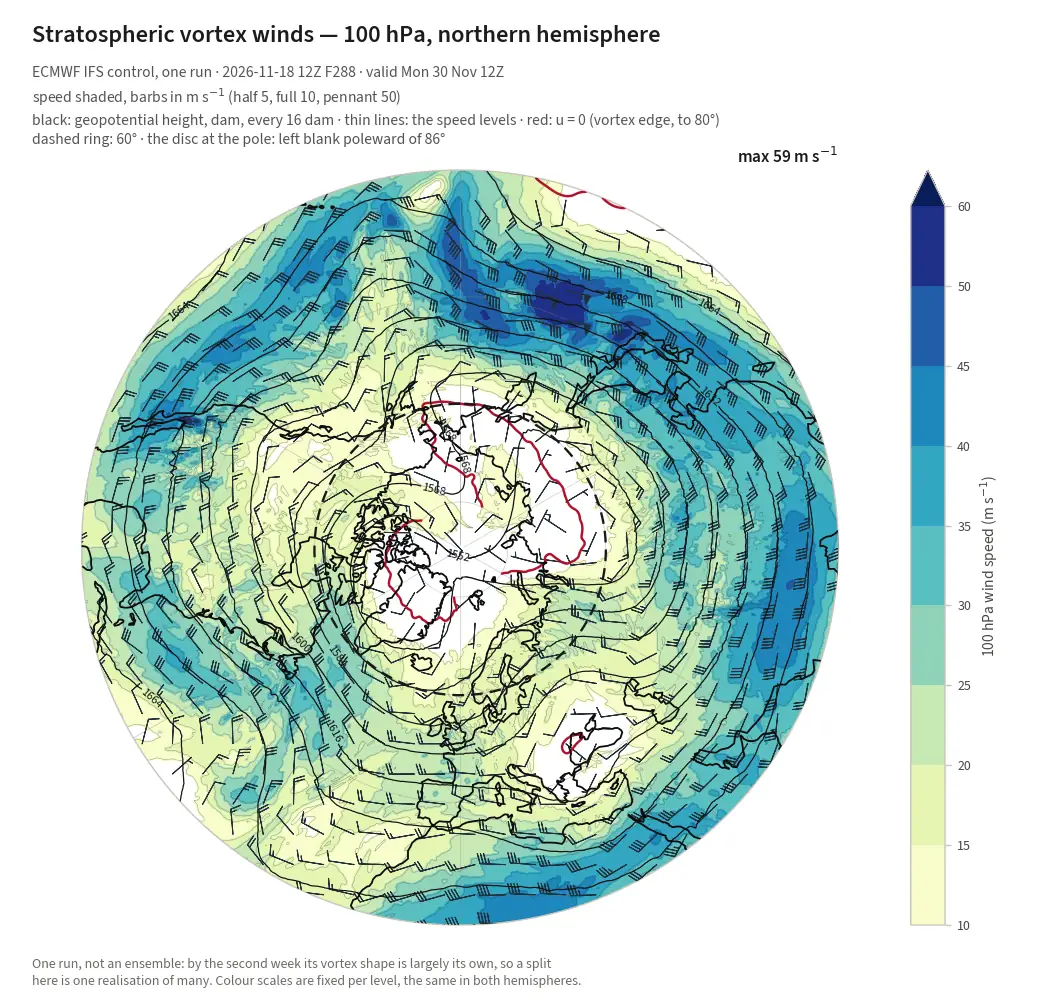 Stratospheric vortex winds — 100 hPa, northern hemisphere
ECMWF IFS control, one run · 2026-11-18 12Z F288 · valid Mon 30 Nov 12Z
speed shaded, barbs in m s⁻¹ (half 5, full 10, pennant 50)
black: geopotential height, dam, every 16 dam · thin lines: the speed levels · red: u = 0 (vortex edge, to 80°)
dashed ring: 60° · the disc at the pole: left blank poleward of 86°
max 59 m s⁻¹
60
50
45
40
35
30
25
20
15
10
100 hPa wind speed (m s⁻¹)
1664
1664
1568
1568
1552
1600
1664
1616
One run, not an ensemble: by the second week its vortex shape is largely its own, so a split
here is one realisation of many. Colour scales are fixed per level, the same in both hemispheres.